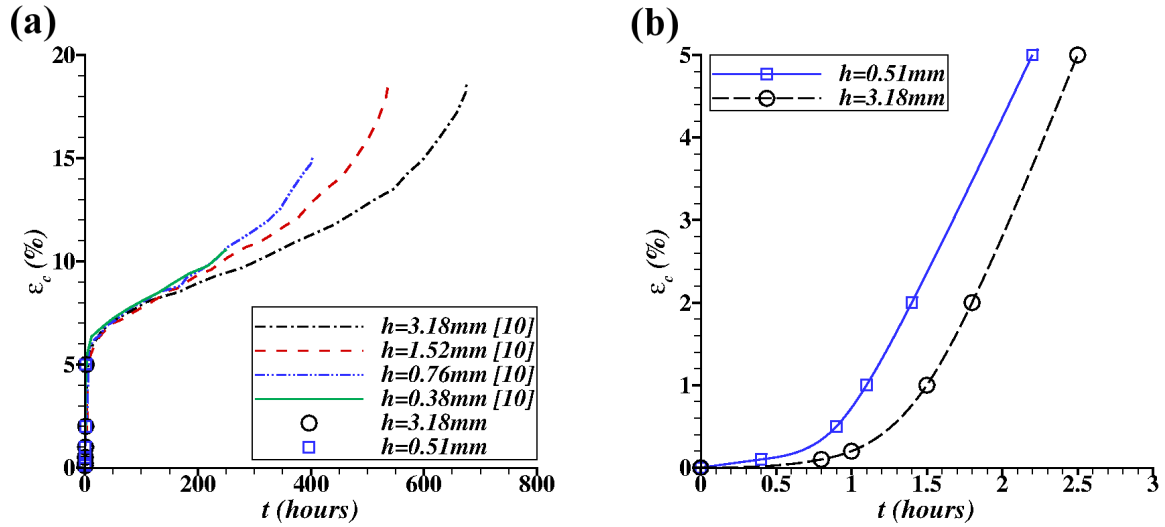 (a)
20
15
10
5
0
ε_c (%)
0 200 400 600 800
t (hours)
h=3.18mm [10]
h=1.52mm [10]
h=0.76mm [10]
h=0.38mm [10]
h=3.18mm
h=0.51mm
(b)
5
4
3
2
1
0
ε_c (%)
0 0.5 1 1.5 2 2.5 3
t (hours)
h=0.51mm
h=3.18mm